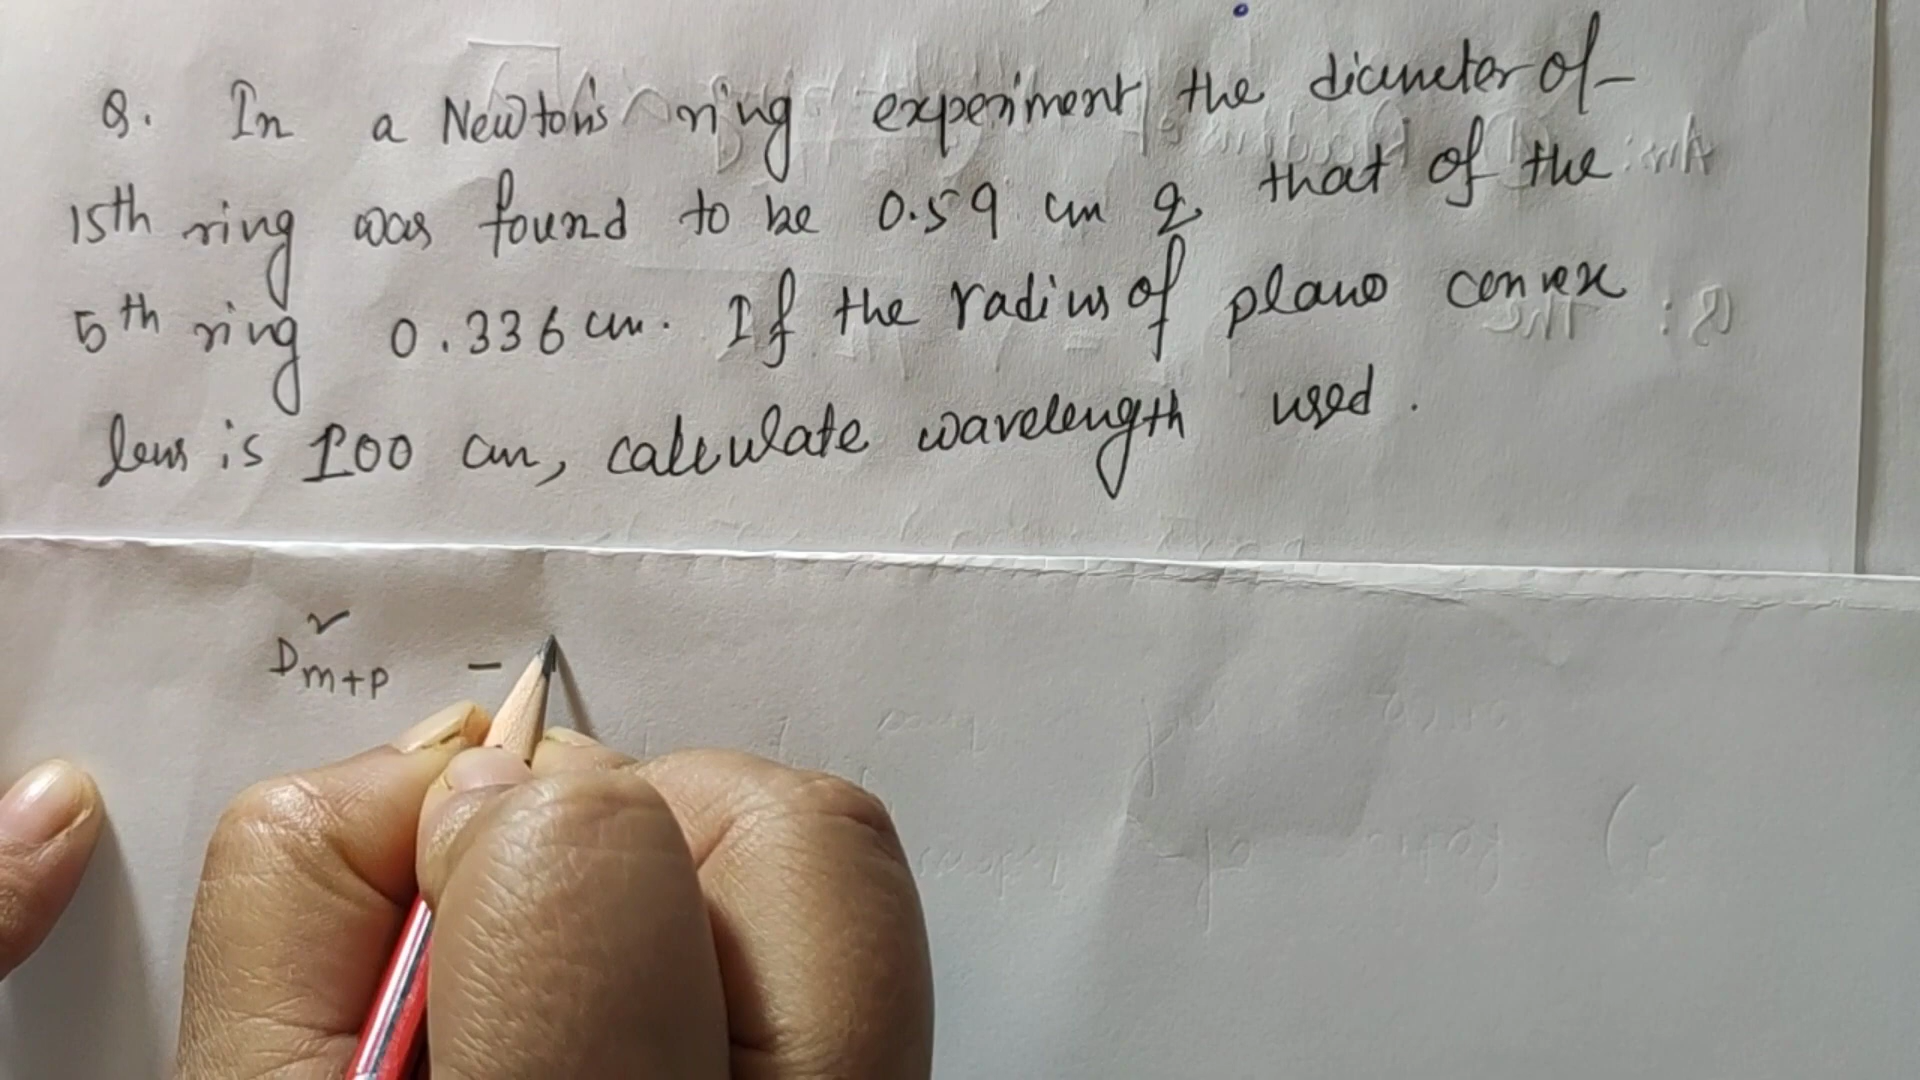 Q. In a Newton's ring experiment the diameter of
15th ring was found to be 0.59 cm & that of the
5th ring 0.336 cm. If the radius of plano convex
lens is 100 cm, calculate wavelength used.
D²m+p -